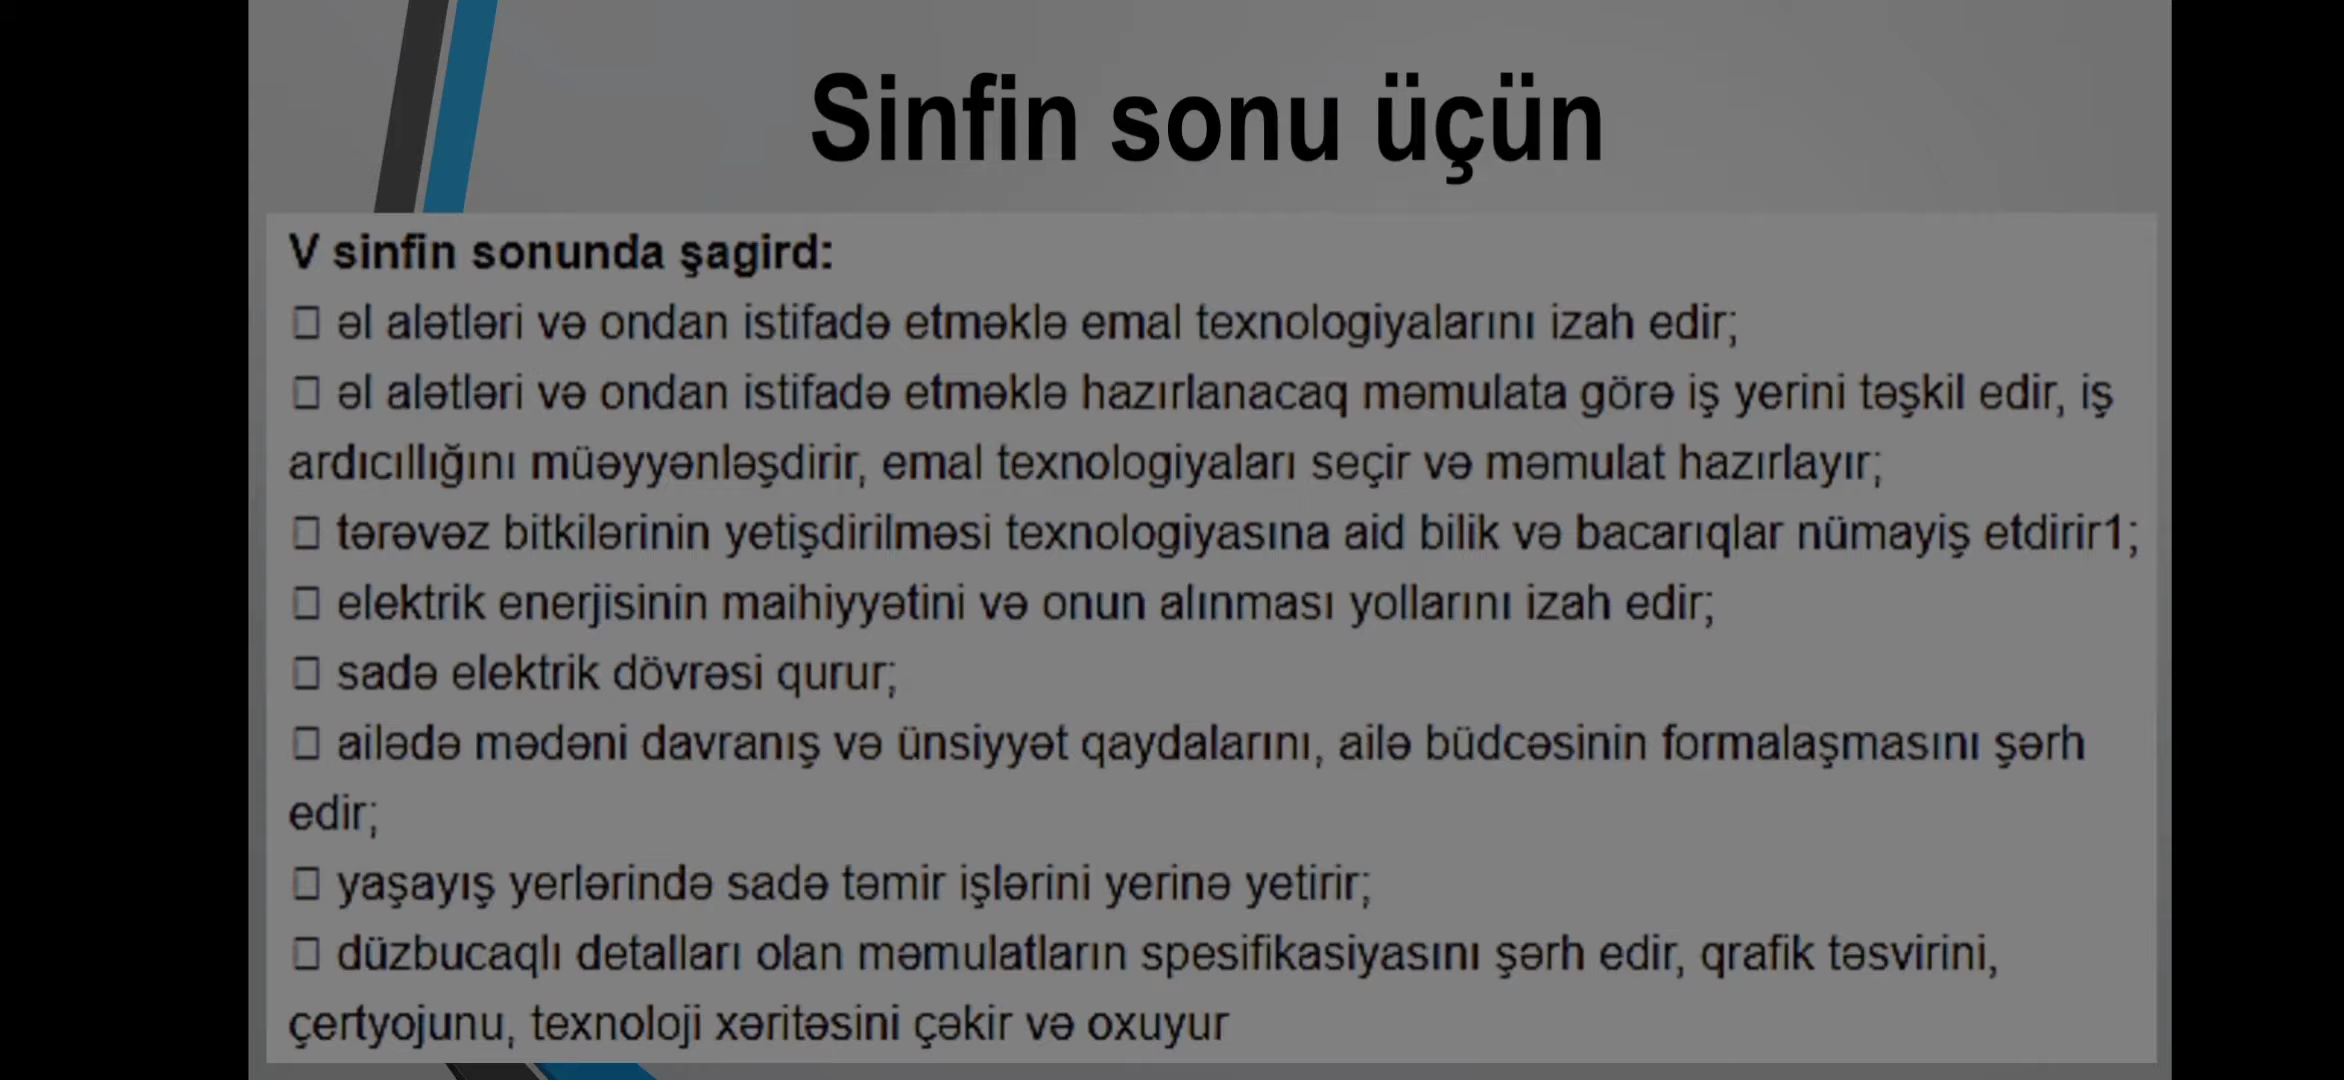 Sinfin sonu üçün
V sinfin sonunda şagird:
□ əl alətləri və ondan istifadə etməklə emal texnologiyalarını izah edir;
□ əl alətləri və ondan istifadə etməklə hazırlanacaq məmulata görə iş yerini təşkil edir, iş
ardıcıllığını müəyyənləşdirir, emal texnologiyaları seçir və məmulat hazırlayır;
□ tərəvəz bitkilərinin yetişdirilməsi texnologiyasına aid bilik və bacarıqlar nümayiş etdirir1;
□ elektrik enerjisinin maihiyyətini və onun alınması yollarını izah edir;
□ sadə elektrik dövrəsi qurur;
□ ailədə mədəni davranış və ünsiyyət qaydalarını, ailə büdcəsinin formalaşmasını şərh
edir;
□ yaşayış yerlərində sadə təmir işlərini yerinə yetirir;
□ düzbucaqlı detalları olan məmulatların spesifikasiyasını şərh edir, qrafik təsvirini,
çertyojunu, texnoloji xəritəsini çəkir və oxuyur